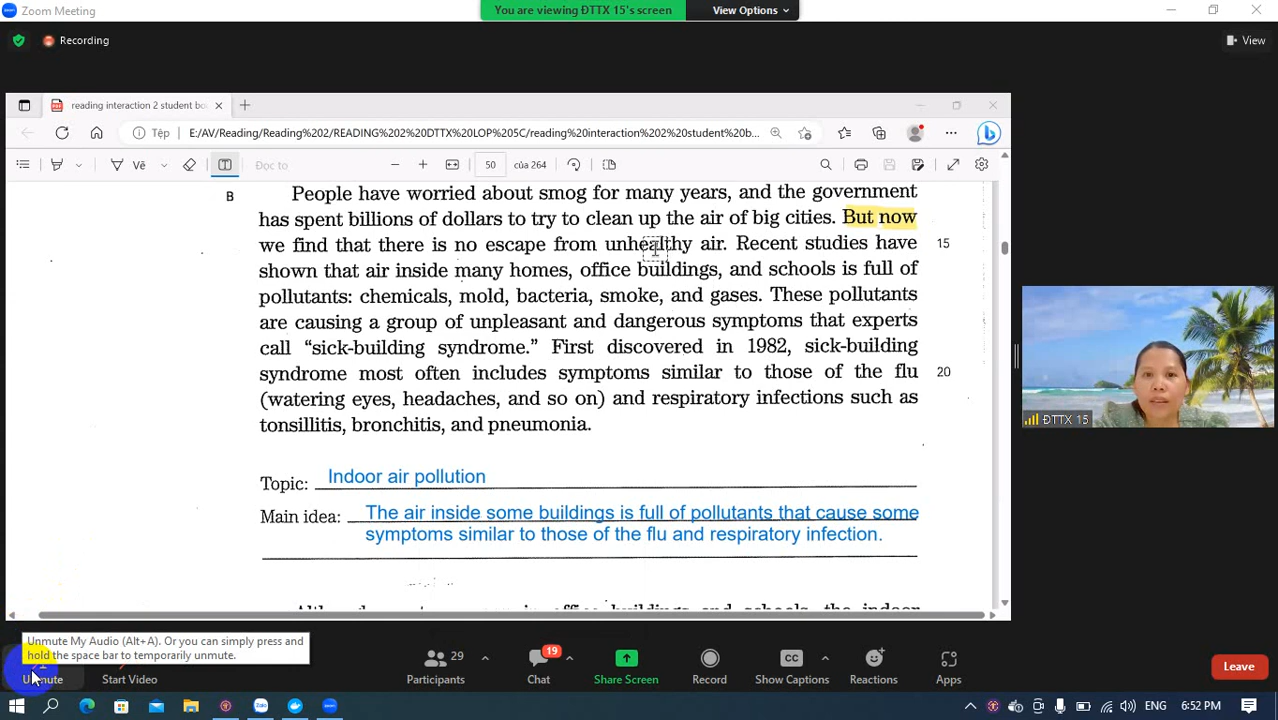 Zoom Meeting
You are viewing ĐTTX 15's screen
View Options
Recording
View
reading interaction 2 student bo
Tệp
E:/AV/Reading/Reading%202/READING%202%20DTTX%20LOP%205C/reading%20interaction%202%20student%20b...
Vẽ
Đọc to
50
của 264
B
People have worried about smog for many years, and the government
has spent billions of dollars to try to clean up the air of big cities. But now
we find that there is no escape from unhealthy air. Recent studies have
15
shown that air inside many homes, office buildings, and schools is full of
pollutants: chemicals, mold, bacteria, smoke, and gases. These pollutants
are causing a group of unpleasant and dangerous symptoms that experts
call “sick-building syndrome.” First discovered in 1982, sick-building
syndrome most often includes symptoms similar to those of the flu
20
(watering eyes, headaches, and so on) and respiratory infections such as
tonsillitis, bronchitis, and pneumonia.
Topic: Indoor air pollution
Main idea: The air inside some buildings is full of pollutants that cause some
symptoms similar to those of the flu and respiratory infection.
ĐTTX 15
Unmute My Audio (Alt+A). Or you can simply press and
hold the space bar to temporarily unmute.
Unmute
Start Video
29
Participants
19
Chat
Share Screen
Record
CC
Show Captions
Reactions
Apps
Leave
ENG
6:52 PM